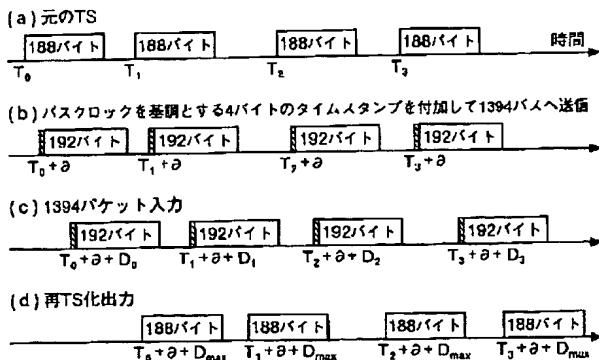 (a)元のTS
188バイト 188バイト 188バイト 188バイト 時間
T0 T1 T2 T3
(b)バスクロックを基調とする4バイトのタイムスタンプを付加して1394バスへ送信
192バイト 192バイト 192バイト 192バイト
T0+∂ T1+∂ T2+∂ T3+∂
(c)1394パケット入力
192バイト 192バイト 192バイト 192バイト
T0+∂+D0 T1+∂+D1 T2+∂+D2 T3+∂+D3
(d)再TS化出力
188バイト 188バイト 188バイト 188バイト
T0+∂+Dmax T1+∂+Dmax T2+∂+Dmax T3+∂+Dmax